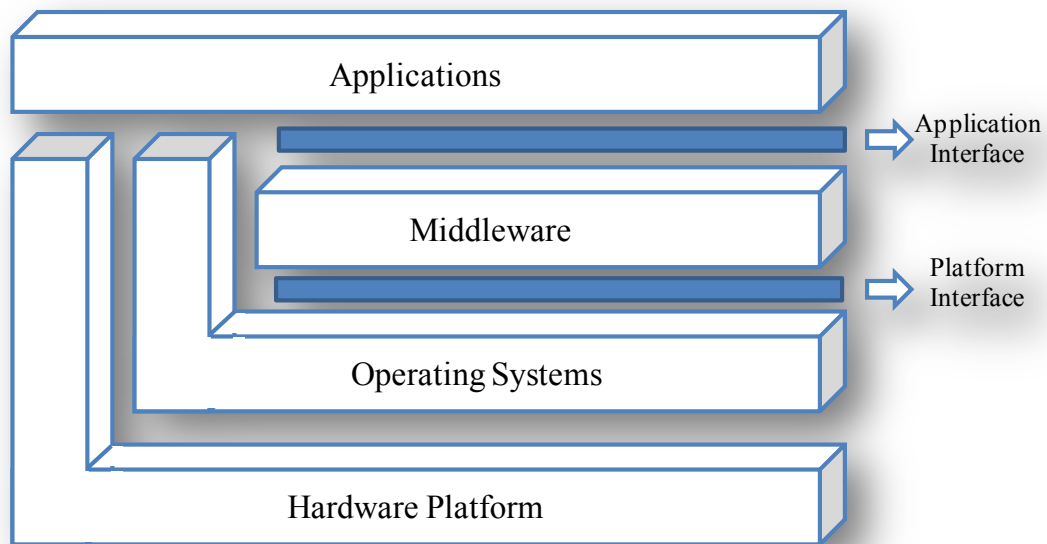 Applications
Application
Interface
Middleware
Platform
Interface
Operating Systems
Hardware Platform